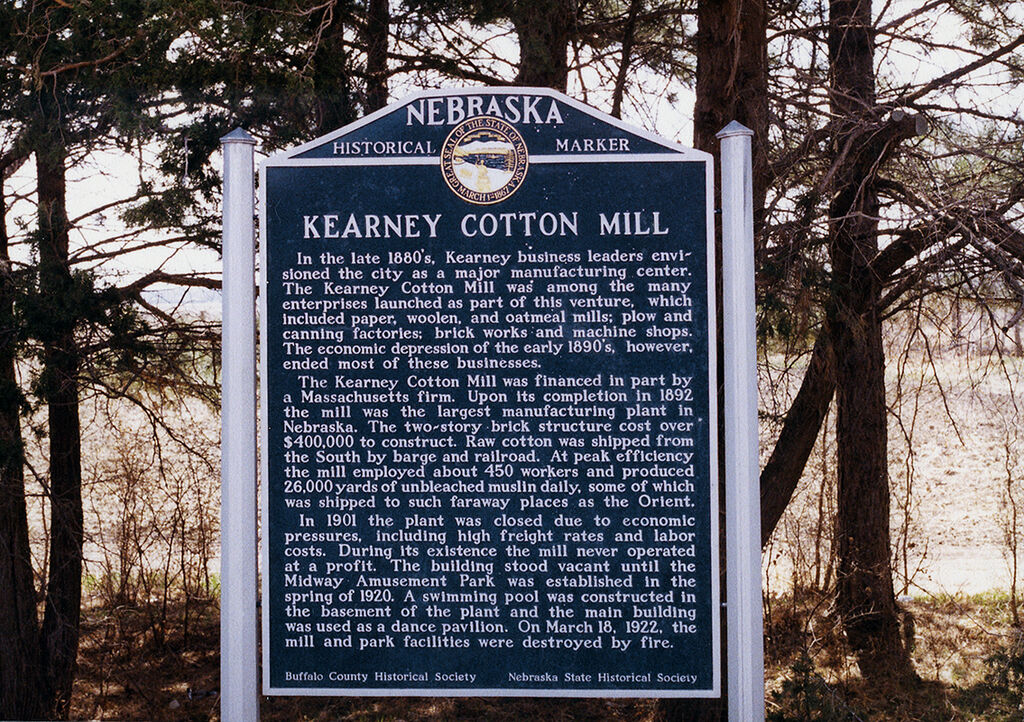 NEBRASKA
HISTORICAL MARKER
GREAT SEAL OF THE STATE OF NEBRASKA
MARCH 1ST 1867
KEARNEY COTTON MILL
In the late 1880's, Kearney business leaders envi-
sioned the city as a major manufacturing center.
The Kearney Cotton Mill was among the many
enterprises launched as part of this venture, which
included paper, woolen, and oatmeal mills; plow and
canning factories; brick works and machine shops.
The economic depression of the early 1890's, however,
ended most of these businesses.
The Kearney Cotton Mill was financed in part by
a Massachusetts firm. Upon its completion in 1892
the mill was the largest manufacturing plant in
Nebraska. The two-story brick structure cost over
$400,000 to construct. Raw cotton was shipped from
the South by barge and railroad. At peak efficiency
the mill employed about 450 workers and produced
26,000 yards of unbleached muslin daily, some of which
was shipped to such faraway places as the Orient.
In 1901 the plant was closed due to economic
pressures, including high freight rates and labor
costs. During its existence the mill never operated
at a profit. The building stood vacant until the
Midway Amusement Park was established in the
spring of 1920. A swimming pool was constructed in
the basement of the plant and the main building
was used as a dance pavilion. On March 18, 1922, the
mill and park facilities were destroyed by fire.
Buffalo County Historical Society Nebraska State Historical Society